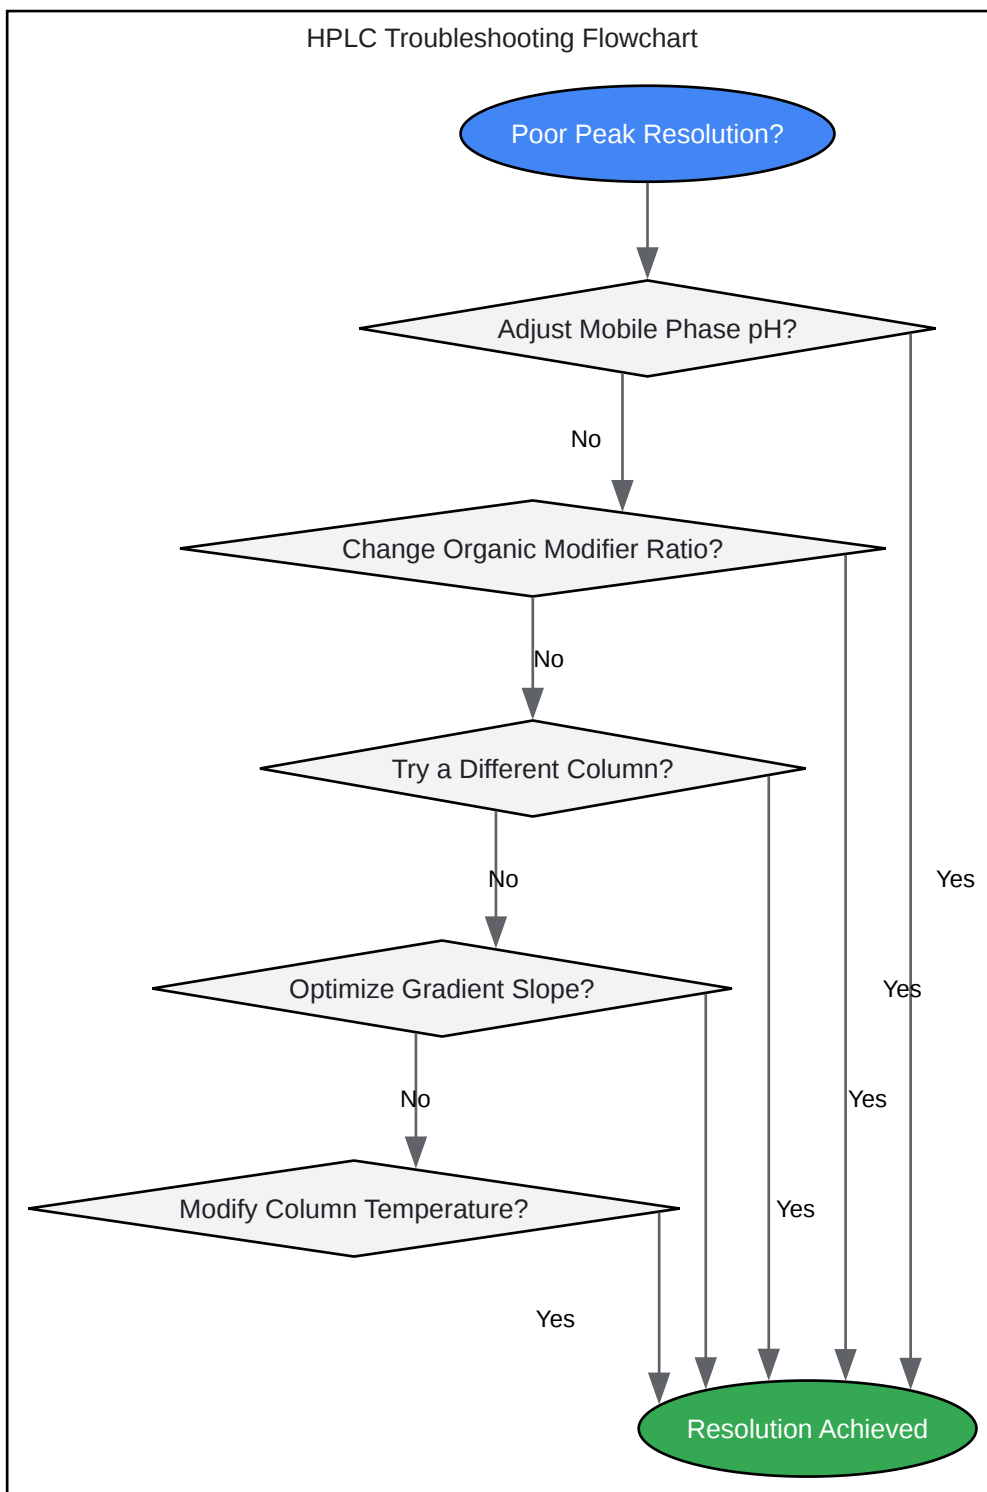 HPLC Troubleshooting Flowchart
Poor Peak Resolution?
Adjust Mobile Phase pH?
No
Change Organic Modifier Ratio?
No
Try a Different Column?
No
Yes
Optimize Gradient Slope?
Yes
No
Yes
Modify Column Temperature?
Yes
Yes
Resolution Achieved